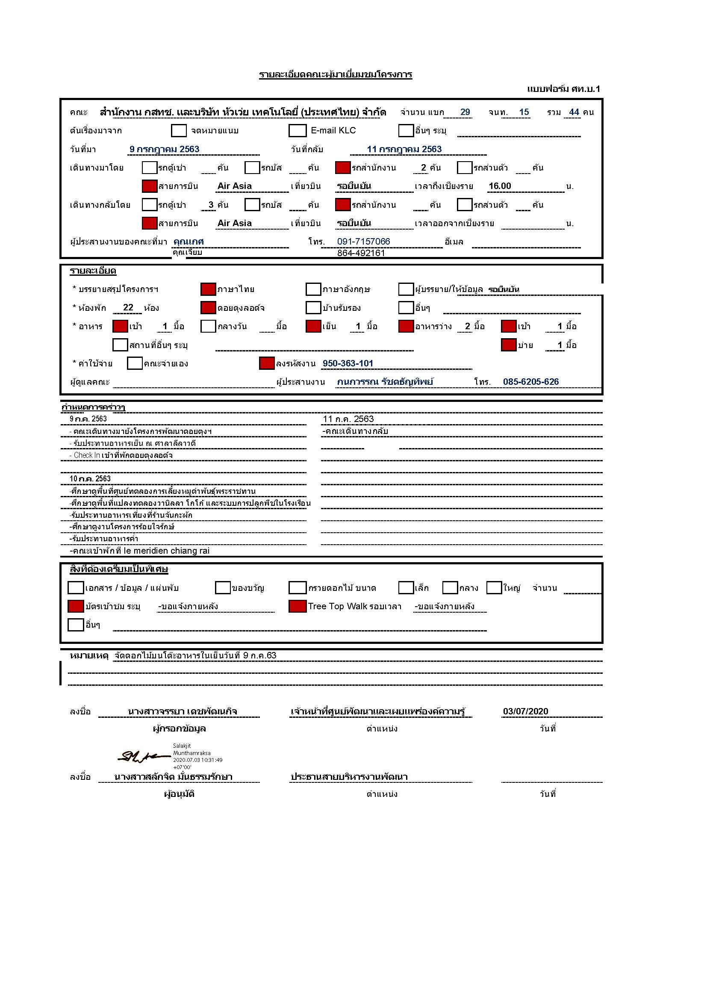 รายละเอียดคณะผู้มาเยี่ยมชมโครงการ
แบบฟอร์ม ศท.บ.1
คณะ สำนักงาน กสทช. และบริษัท หัวเว่ย เทคโนโลยี่ (ประเทศไทย) จำกัด จำนวน แขก 29 จนท. 15 รวม 44 คน
ต้นเรื่องมาจาก จดหมายแนบ E-mail KLC อื่นๆ ระบุ
วันที่มา 9 กรกฎาคม 2563 วันที่กลับ 11 กรกฎาคม 2563
เดินทางมาโดย รถตู้เช่า คัน รถบัส คัน รถสำนักงาน 2 คัน รถส่วนตัว คัน
สายการบิน Air Asia เที่ยวบิน รอยืนยัน เวลาถึงเชียงราย 16.00 น.
เดินทางกลับโดย รถตู้เช่า 3 คัน รถบัส คัน รถสำนักงาน คัน รถส่วนตัว คัน
สายการบิน Air Asia เที่ยวบิน รอยืนยัน เวลาออกจากเชียงราย น.
ผู้ประสานงานของคณะที่มา คุณเกศ โทร. 091-7157066 อีเมล
คุณเจี๊ยบ 864-492161
รายละเอียด
* บรรยายสรุปโครงการฯ ภาษาไทย ภาษาอังกฤษ ผู้บรรยาย/ให้ข้อมูล รอยืนยัน
* ห้องพัก 22 ห้อง ดอยตุงลอดจ์ บ้านรับรอง อื่นๆ
* อาหาร เช้า 1 มื้อ กลางวัน มื้อ เย็น 1 มื้อ อาหารว่าง 2 มื้อ เช้า 1 มื้อ
สถานที่อื่นๆ ระบุ บ่าย 1 มื้อ
* ค่าใช้จ่าย คณะจ่ายเอง ลงรหัสงาน 950-363-101
ผู้ดูแลคณะ ผู้ประสานงาน กนกวรรณ รัชตธัญทิพย์ โทร. 085-6205-626
กำหนดการคร่าวๆ
9 ก.ค. 2563 11 ก.ค. 2563
- คณะเดินทางมายังโครงการพัฒนาดอยตุงฯ -คณะเดินทางกลับ
- รับประทานอาหารเย็น ณ ศาลาลีลาวดี
- Check In เข้าที่พักดอยตุงลอดจ์
10 ก.ค. 2563
-ศึกษาดูพื้นที่ศูนย์ทดลองการเลี้ยงหมูดำพันธุ์พระราชทาน
-ศึกษาดูพื้นที่แปลงทดลองวานิลลา โกโก้ และระบบการปลูกพืชในโรงเรือน
-รับประทานอาหารเที่ยงที่ร้านจันกะผัก
-ศึกษาดูงานโครงการร้อยใจรักษ์
-รับประทานอาหารค่ำ
-คณะเข้าพักที่ le meridien chiang rai
สิ่งที่ต้องเตรียมเป็นพิเศษ
เอกสาร / ข้อมูล / แผ่นพับ ของขวัญ กรวยดอกไม้ ขนาด เล็ก กลาง ใหญ่ จำนวน
บัตรเข้าชม ระบุ -ขอแจ้งภายหลัง Tree Top Walk รอบเวลา -ขอแจ้งภายหลัง
อื่นๆ
หมายเหตุ จัดดอกไม้บนโต๊ะอาหารในเย็นวันที่ 9 ก.ค.63
ลงชื่อ นางสาวจรรยา เดชพัฒนกิจ เจ้าหน้าที่ศูนย์พัฒนาและเผยแพร่องค์ความรู้ 03/07/2020
ผู้กรอกข้อมูล ตำแหน่ง วันที่
Salakjit
Munthamraksa
2020.07.03 10:31:49
+07'00'
ลงชื่อ นางสาวสลักจิต มั่นธรรมรักษา ประธานสายบริหารงานพัฒนา
ผู้อนุมัติ ตำแหน่ง วันที่